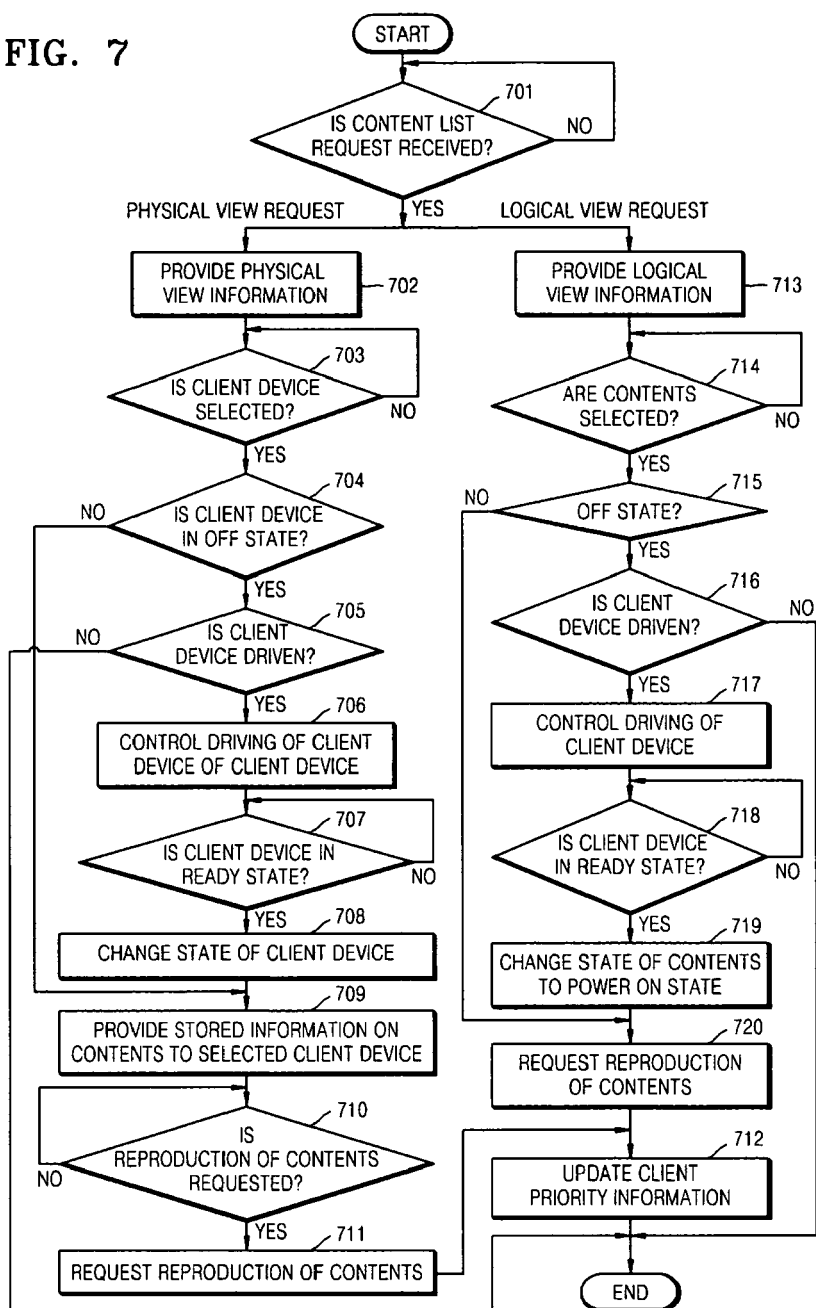 FIG. 7
START
701
IS CONTENT LIST
REQUEST RECEIVED?
NO
YES
PHYSICAL VIEW REQUEST
LOGICAL VIEW REQUEST
PROVIDE PHYSICAL
VIEW INFORMATION
702
703
IS CLIENT DEVICE
SELECTED?
NO
YES
704
NO
IS CLIENT DEVICE
IN OFF STATE?
YES
705
NO
IS CLIENT
DEVICE DRIVEN?
YES
706
CONTROL DRIVING OF CLIENT
DEVICE OF CLIENT DEVICE
707
IS CLIENT DEVICE IN
READY STATE?
NO
YES
708
CHANGE STATE OF CLIENT DEVICE
709
PROVIDE STORED INFORMATION ON
CONTENTS TO SELECTED CLIENT DEVICE
710
IS
REPRODUCTION OF CONTENTS
REQUESTED?
NO
YES
711
REQUEST REPRODUCTION OF CONTENTS
PROVIDE LOGICAL
VIEW INFORMATION
713
714
ARE CONTENTS
SELECTED?
NO
YES
715
NO
OFF STATE?
YES
716
IS CLIENT
DEVICE DRIVEN?
NO
YES
717
CONTROL DRIVING OF
CLIENT DEVICE
718
IS CLIENT DEVICE
IN READY STATE?
NO
YES
719
CHANGE STATE OF CONTENTS
TO POWER ON STATE
720
REQUEST REPRODUCTION
OF CONTENTS
712
UPDATE CLIENT
PRIORITY INFORMATION
END